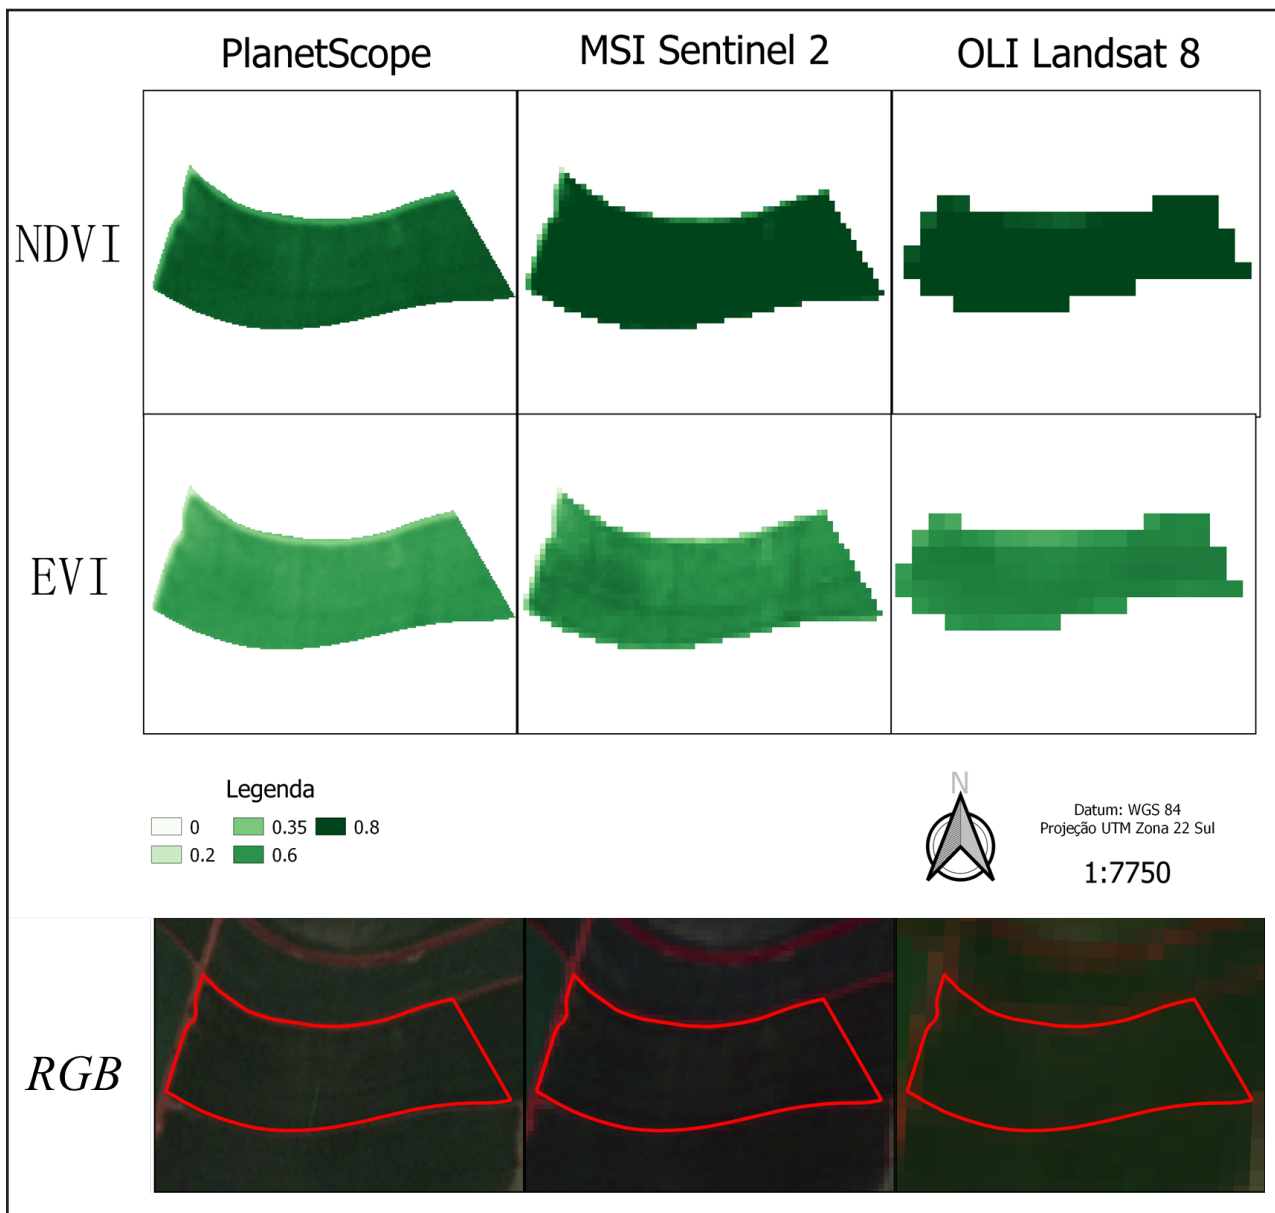 PlanetScope
MSI Sentinel 2
OLI Landsat 8
NDVI
EVI
Legenda
0
0.35
0.8
0.2
0.6
N
Datum: WGS 84
Projeção UTM Zona 22 Sul
1:7750
RGB